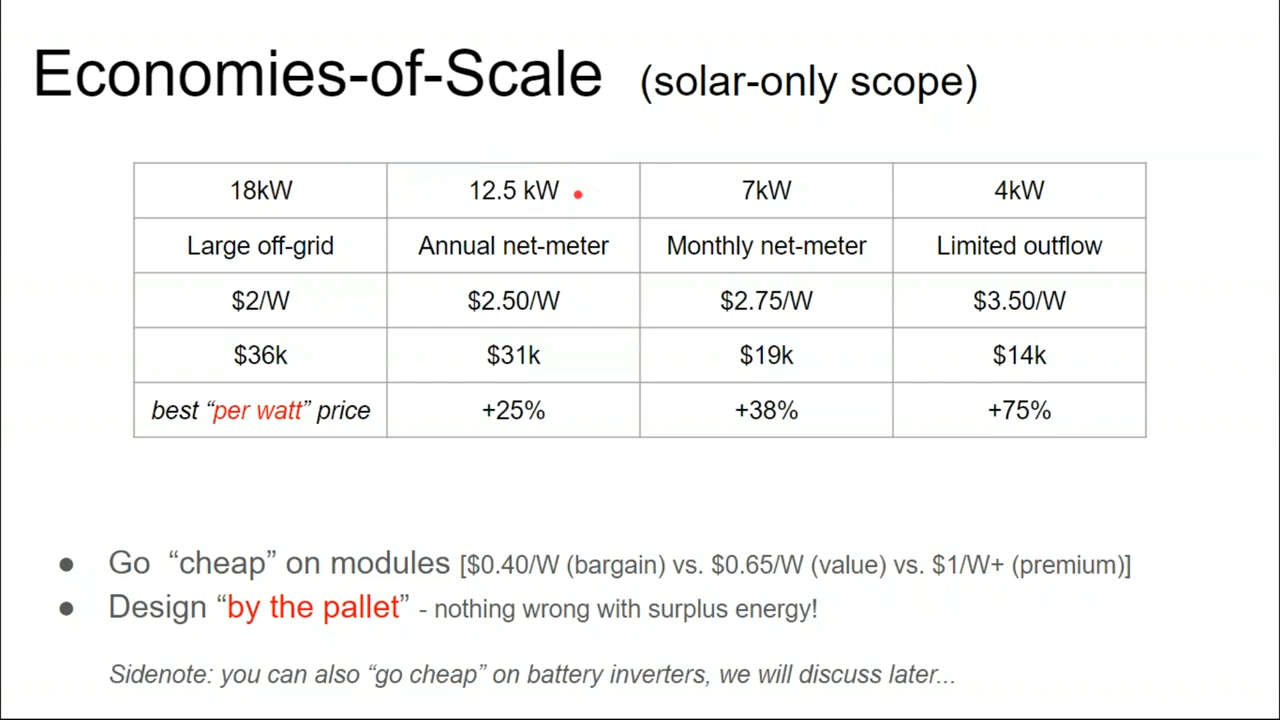 Economies-of-Scale (solar-only scope)
18kW 12.5 kW 7kW 4kW
Large off-grid Annual net-meter Monthly net-meter Limited outflow
$2/W $2.50/W $2.75/W $3.50/W
$36k $31k $19k $14k
best “per watt” price +25% +38% +75%
● Go “cheap” on modules [$0.40/W (bargain) vs. $0.65/W (value) vs. $1/W+ (premium)]
● Design “by the pallet” - nothing wrong with surplus energy!
Sidenote: you can also “go cheap” on battery inverters, we will discuss later...